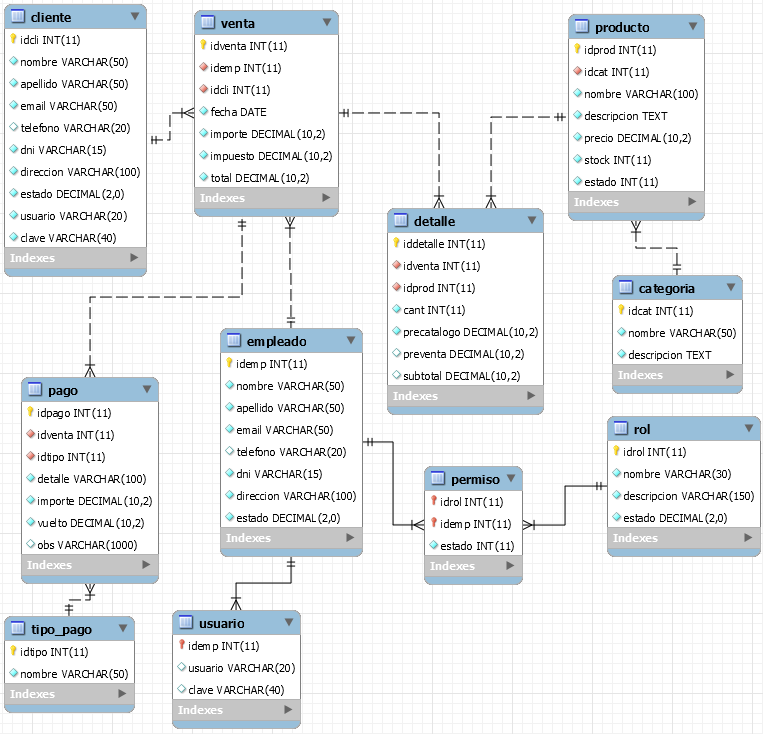 cliente
idcli INT(11)
nombre VARCHAR(50)
apellido VARCHAR(50)
email VARCHAR(50)
telefono VARCHAR(20)
dni VARCHAR(15)
direccion VARCHAR(100)
estado DECIMAL(2,0)
usuario VARCHAR(20)
clave VARCHAR(40)
Indexes
venta
idventa INT(11)
idemp INT(11)
idcli INT(11)
fecha DATE
importe DECIMAL(10,2)
impuesto DECIMAL(10,2)
total DECIMAL(10,2)
Indexes
producto
idprod INT(11)
idcat INT(11)
nombre VARCHAR(100)
descripcion TEXT
precio DECIMAL(10,2)
stock INT(11)
estado INT(11)
Indexes
detalle
iddetalle INT(11)
idventa INT(11)
idprod INT(11)
cant INT(11)
precatalogo DECIMAL(10,2)
preventa DECIMAL(10,2)
subtotal DECIMAL(10,2)
Indexes
categoria
idcat INT(11)
nombre VARCHAR(50)
descripcion TEXT
Indexes
empleado
idemp INT(11)
nombre VARCHAR(50)
apellido VARCHAR(50)
email VARCHAR(50)
telefono VARCHAR(20)
dni VARCHAR(15)
direccion VARCHAR(100)
estado DECIMAL(2,0)
Indexes
pago
idpago INT(11)
idventa INT(11)
idtipo INT(11)
detalle VARCHAR(100)
importe DECIMAL(10,2)
vuelto DECIMAL(10,2)
obs VARCHAR(1000)
Indexes
rol
idrol INT(11)
nombre VARCHAR(30)
descripcion VARCHAR(150)
estado DECIMAL(2,0)
Indexes
permiso
idrol INT(11)
idemp INT(11)
estado INT(11)
Indexes
tipo_pago
idtipo INT(11)
nombre VARCHAR(50)
Indexes
usuario
idemp INT(11)
usuario VARCHAR(20)
clave VARCHAR(40)
Indexes